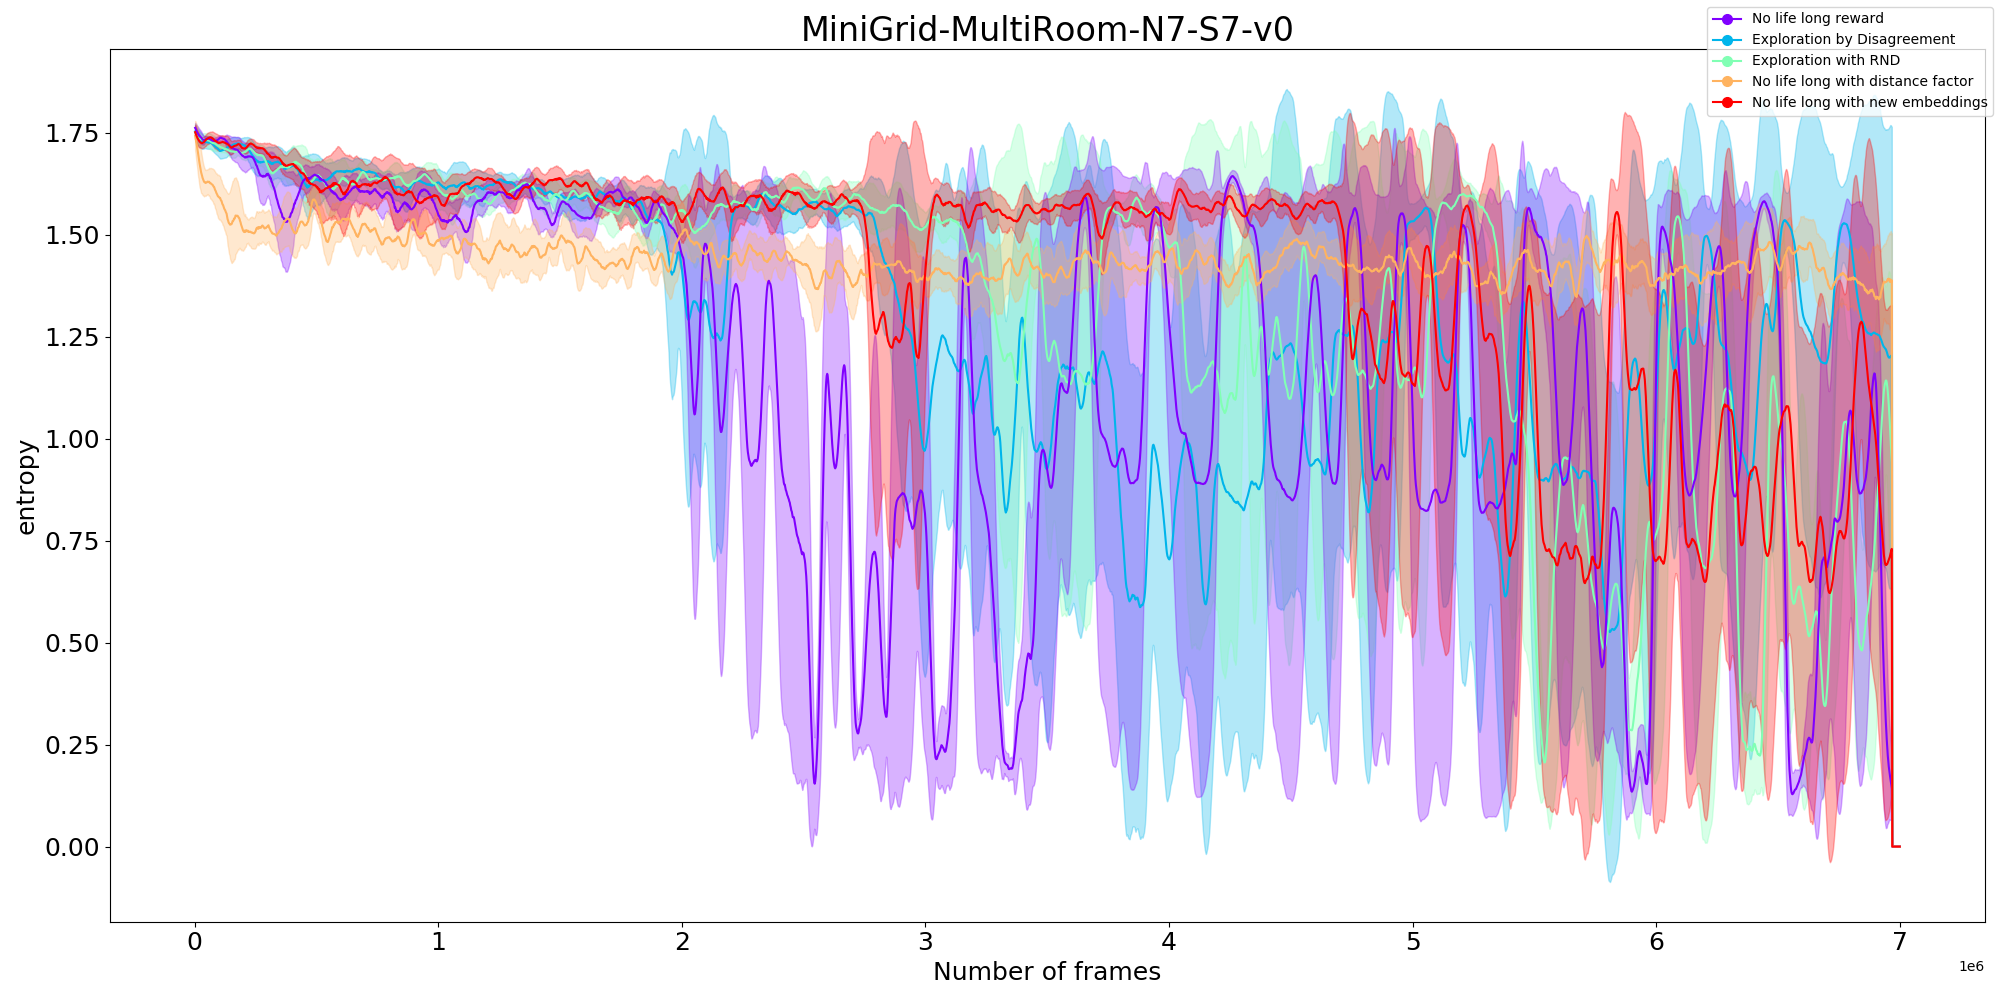 MiniGrid-MultiRoom-N7-S7-v0
No life long reward
Exploration by Disagreement
Exploration with RND
No life long with distance factor
No life long with new embeddings
1.75
1.50
1.25
1.00
0.75
0.50
0.25
0.00
entropy
0 1 2 3 4 5 6 7
Number of frames
1e6